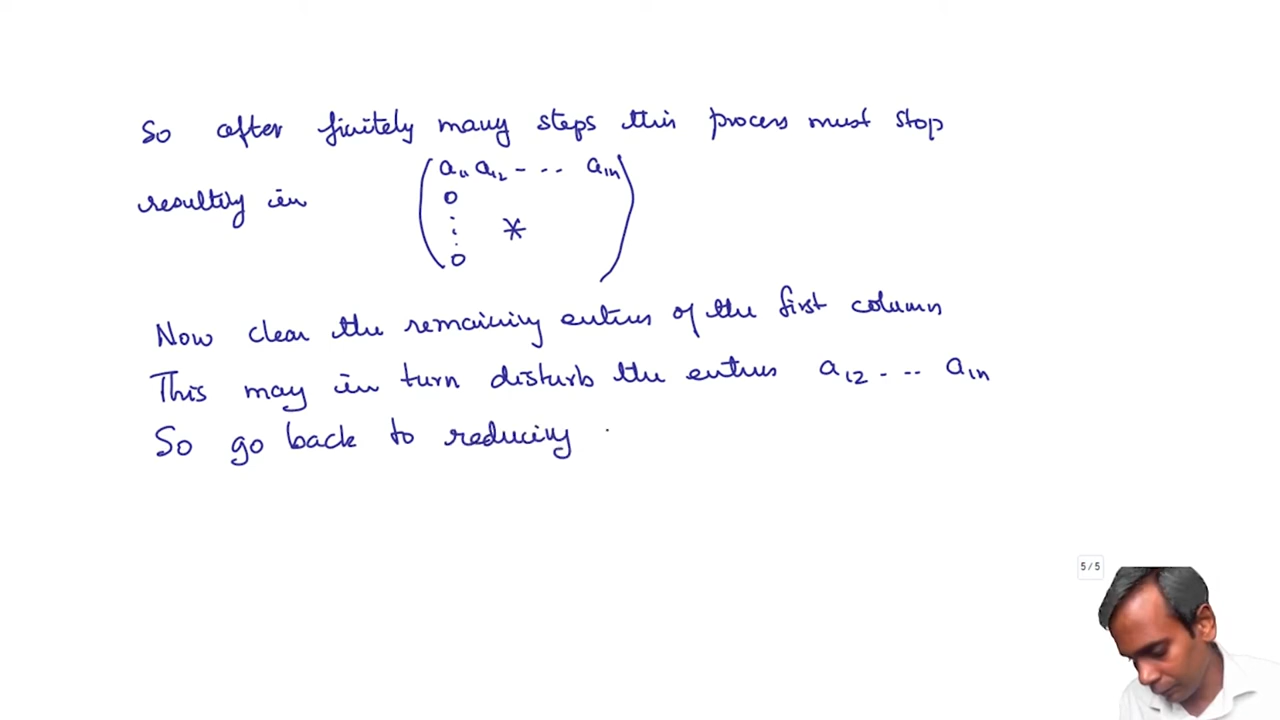 So after finitely many steps this process must stop
resulting in
a₁₁ a₁₂ - ... a₁ₙ
0
⋮ *
0
Now clear the remaining entries of the first column
This may in turn disturb the entries a₁₂ - .. a₁ₙ
So go back to reducing
5 / 5